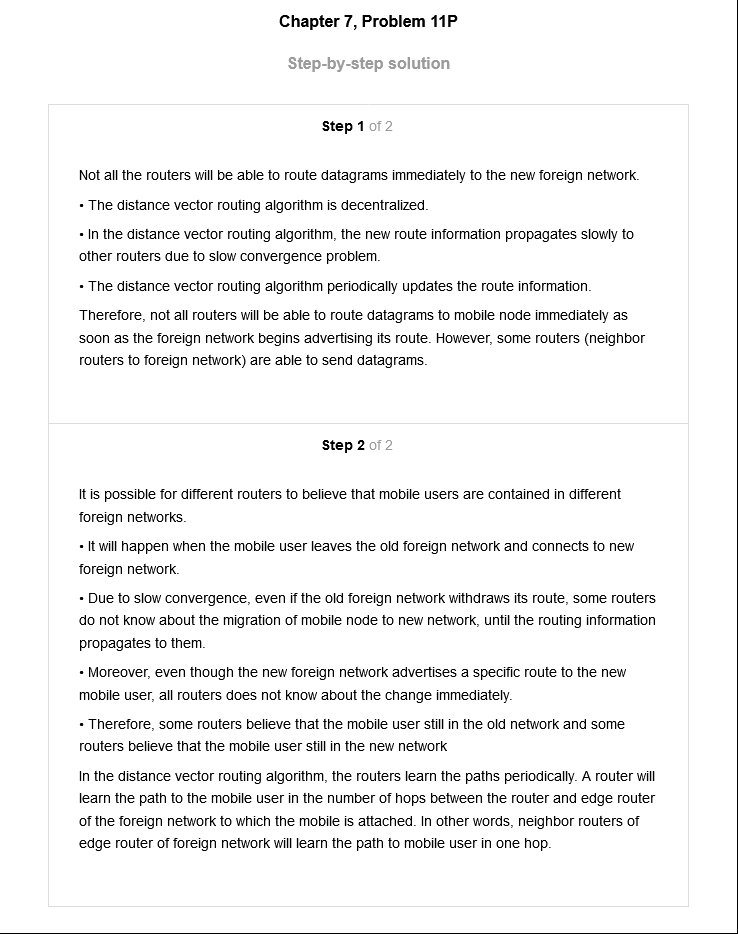 Chapter 7, Problem 11P
Step-by-step solution
Step 1 of 2
Not all the routers will be able to route datagrams immediately to the new foreign network.
• The distance vector routing algorithm is decentralized.
• In the distance vector routing algorithm, the new route information propagates slowly to
other routers due to slow convergence problem.
• The distance vector routing algorithm periodically updates the route information.
Therefore, not all routers will be able to route datagrams to mobile node immediately as
soon as the foreign network begins advertising its route. However, some routers (neighbor
routers to foreign network) are able to send datagrams.
Step 2 of 2
It is possible for different routers to believe that mobile users are contained in different
foreign networks.
• It will happen when the mobile user leaves the old foreign network and connects to new
foreign network.
• Due to slow convergence, even if the old foreign network withdraws its route, some routers
do not know about the migration of mobile node to new network, until the routing information
propagates to them.
• Moreover, even though the new foreign network advertises a specific route to the new
mobile user, all routers does not know about the change immediately.
• Therefore, some routers believe that the mobile user still in the old network and some
routers believe that the mobile user still in the new network
In the distance vector routing algorithm, the routers learn the paths periodically. A router will
learn the path to the mobile user in the number of hops between the router and edge router
of the foreign network to which the mobile is attached. In other words, neighbor routers of
edge router of foreign network will learn the path to mobile user in one hop.